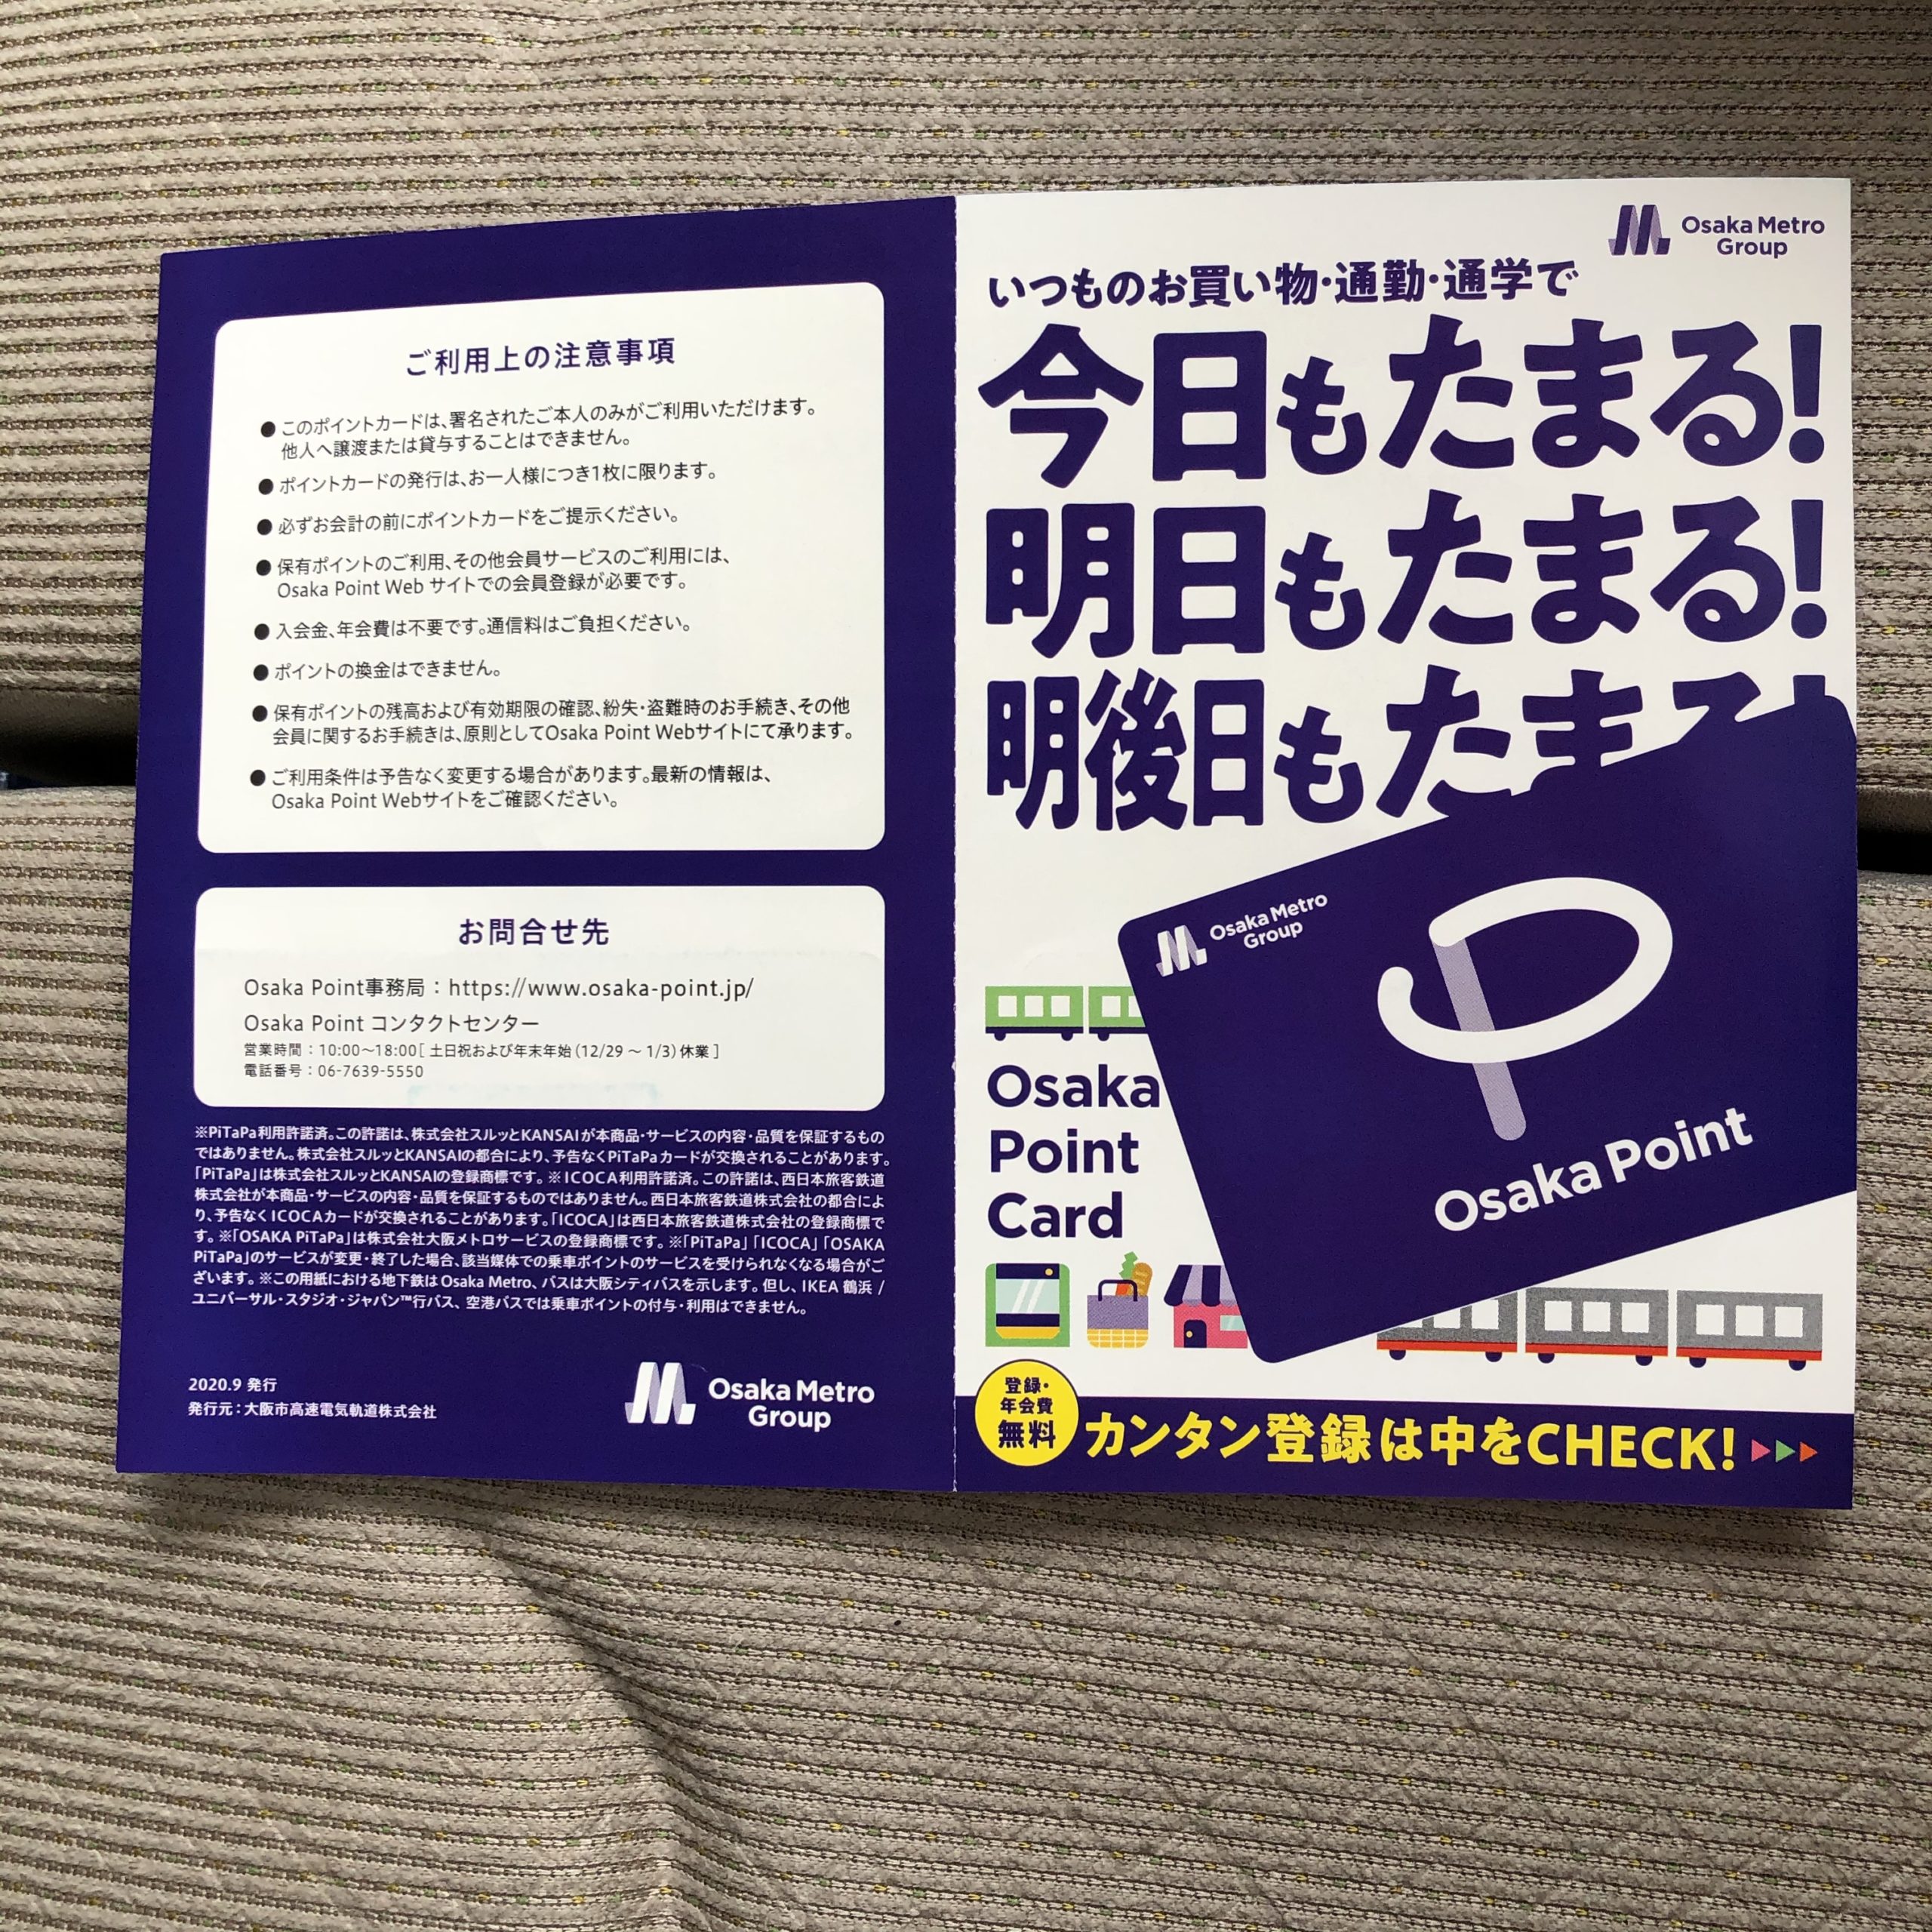 ご利用上の注意事項
●このポイントカードは、署名されたご本人のみがご利用いただけます。
他人へ譲渡または貸与することはできません。
●ポイントカードの発行は、お一人様につき1枚に限ります。
●必ずお会計の前にポイントカードをご提示ください。
●保有ポイントのご利用、その他会員サービスのご利用には、
Osaka Point Web サイトでの会員登録が必要です。
●入会金、年会費は不要です。通信料はご負担ください。
●ポイントの換金はできません。
●保有ポイントの残高および有効期限の確認、紛失・盗難時のお手続き、その他
会員に関するお手続きは、原則としてOsaka Point Webサイトにて承ります。
●ご利用条件は予告なく変更する場合があります。最新の情報は、
Osaka Point Webサイトをご確認ください。
お問合せ先
Osaka Point事務局：https://www.osaka-point.jp/
Osaka Point コンタクトセンター
営業時間：10:00〜18:00［土日祝および年末年始（12/29 〜 1/3）休業］
電話番号：06-7639-5550
※PiTaPa利用許諾済。この許諾は、株式会社スルッとKANSAIが本商品・サービスの内容・品質を保証するもの
ではありません。株式会社スルッとKANSAIの都合により、予告なくPiTaPaカードが交換されることがあります。
「PiTaPa」は株式会社スルッとKANSAIの登録商標です。※ICOCA利用許諾済。この許諾は、西日本旅客鉄道
株式会社が本商品・サービスの内容・品質を保証するものではありません。西日本旅客鉄道株式会社の都合によ
り、予告なくICOCAカードが交換されることがあります。「ICOCA」は西日本旅客鉄道株式会社の登録商標で
す。※「OSAKA PiTaPa」は株式会社大阪メトロサービスの登録商標です。※「PiTaPa」「ICOCA」「OSAKA
PiTaPa」のサービスが変更・終了した場合、該当媒体での乗車ポイントのサービスを受けられなくなる場合がご
ざいます。※この用紙における地下鉄はOsaka Metro、バスは大阪シティバスを示します。但し、IKEA 鶴浜 /
ユニバーサル・スタジオ・ジャパン™行バス、空港バスでは乗車ポイントの付与・利用はできません。
2020.9 発行
発行元：大阪市高速電気軌道株式会社
Osaka Metro
Group
Osaka Metro
Group
いつものお買い物・通勤・通学で
今日もたまる!
明日もたまる!
明後日もたまる!
Osaka Metro
Group
Osaka Point
Osaka
Point
Card
登録・
年会費
無料
カンタン登録は中をCHECK!